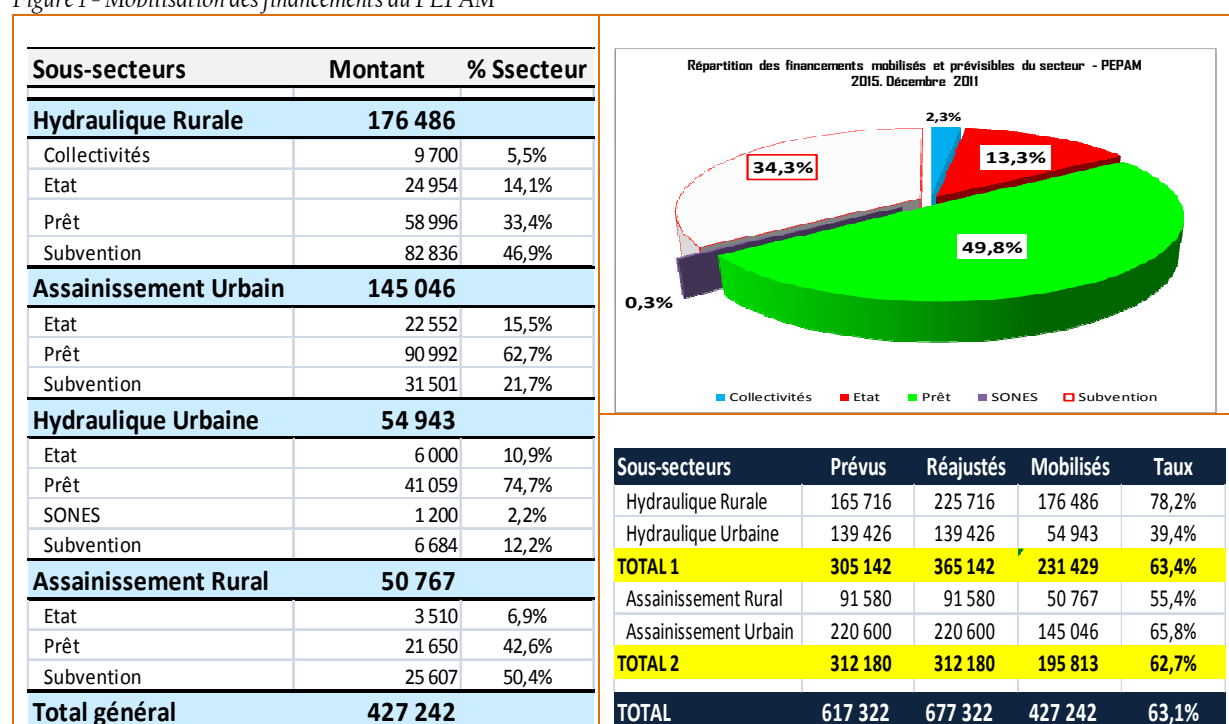 Figure 1 - Mobilisation des financements du PEPAM
Sous-secteurs Montant % Ssecteur
Hydraulique Rurale 176 486
Collectivités 9 700 5,5%
Etat 24 954 14,1%
Prêt 58 996 33,4%
Subvention 82 836 46,9%
Assainissement Urbain 145 046
Etat 22 552 15,5%
Prêt 90 992 62,7%
Subvention 31 501 21,7%
Hydraulique Urbaine 54 943
Etat 6 000 10,9%
Prêt 41 059 74,7%
SONES 1 200 2,2%
Subvention 6 684 12,2%
Assainissement Rural 50 767
Etat 3 510 6,9%
Prêt 21 650 42,6%
Subvention 25 607 50,4%
Total général 427 242
Répartition des financements mobilisés et prévisibles du secteur - PEPAM
2015. Décembre 2011
2,3%
13,3%
34,3%
49,8%
0,3%
Collectivités Etat Prêt SONES Subvention
Sous-secteurs Prévus Réajustés Mobilisés Taux
Hydraulique Rurale 165 716 225 716 176 486 78,2%
Hydraulique Urbaine 139 426 139 426 54 943 39,4%
TOTAL 1 305 142 365 142 231 429 63,4%
Assainissement Rural 91 580 91 580 50 767 55,4%
Assainissement Urbain 220 600 220 600 145 046 65,8%
TOTAL 2 312 180 312 180 195 813 62,7%
TOTAL 617 322 677 322 427 242 63,1%